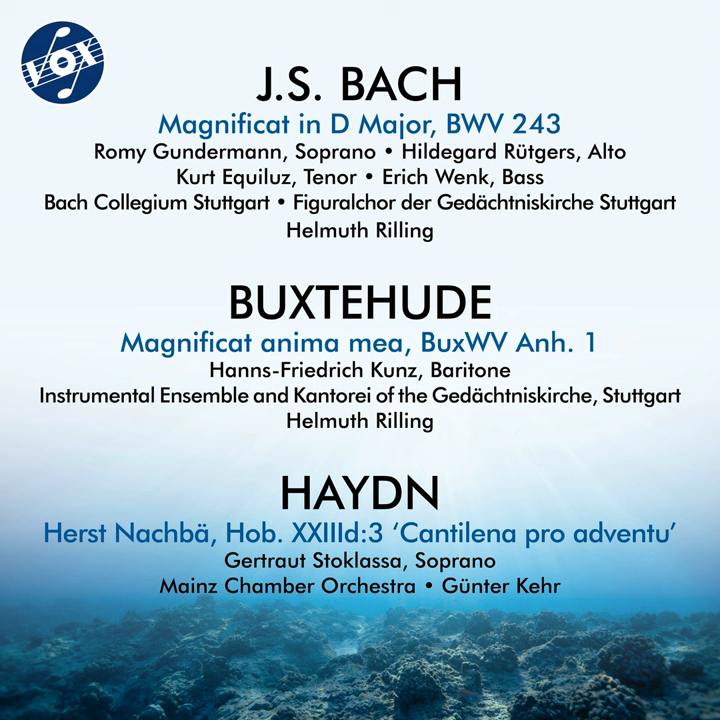 VOX
J.S. BACH
Magnificat in D Major, BWV 243
Romy Gundermann, Soprano • Hildegard Rütgers, Alto
Kurt Equiluz, Tenor • Erich Wenk, Bass
Bach Collegium Stuttgart • Figuralchor der Gedächtniskirche Stuttgart
Helmuth Rilling
BUXTEHUDE
Magnificat anima mea, BuxWV Anh. 1
Hanns-Friedrich Kunz, Baritone
Instrumental Ensemble and Kantorei of the Gedächtniskirche, Stuttgart
Helmuth Rilling
HAYDN
Herst Nachbä, Hob. XXIIId:3 ‘Cantilena pro adventu’
Gertraut Stoklassa, Soprano
Mainz Chamber Orchestra • Günter Kehr